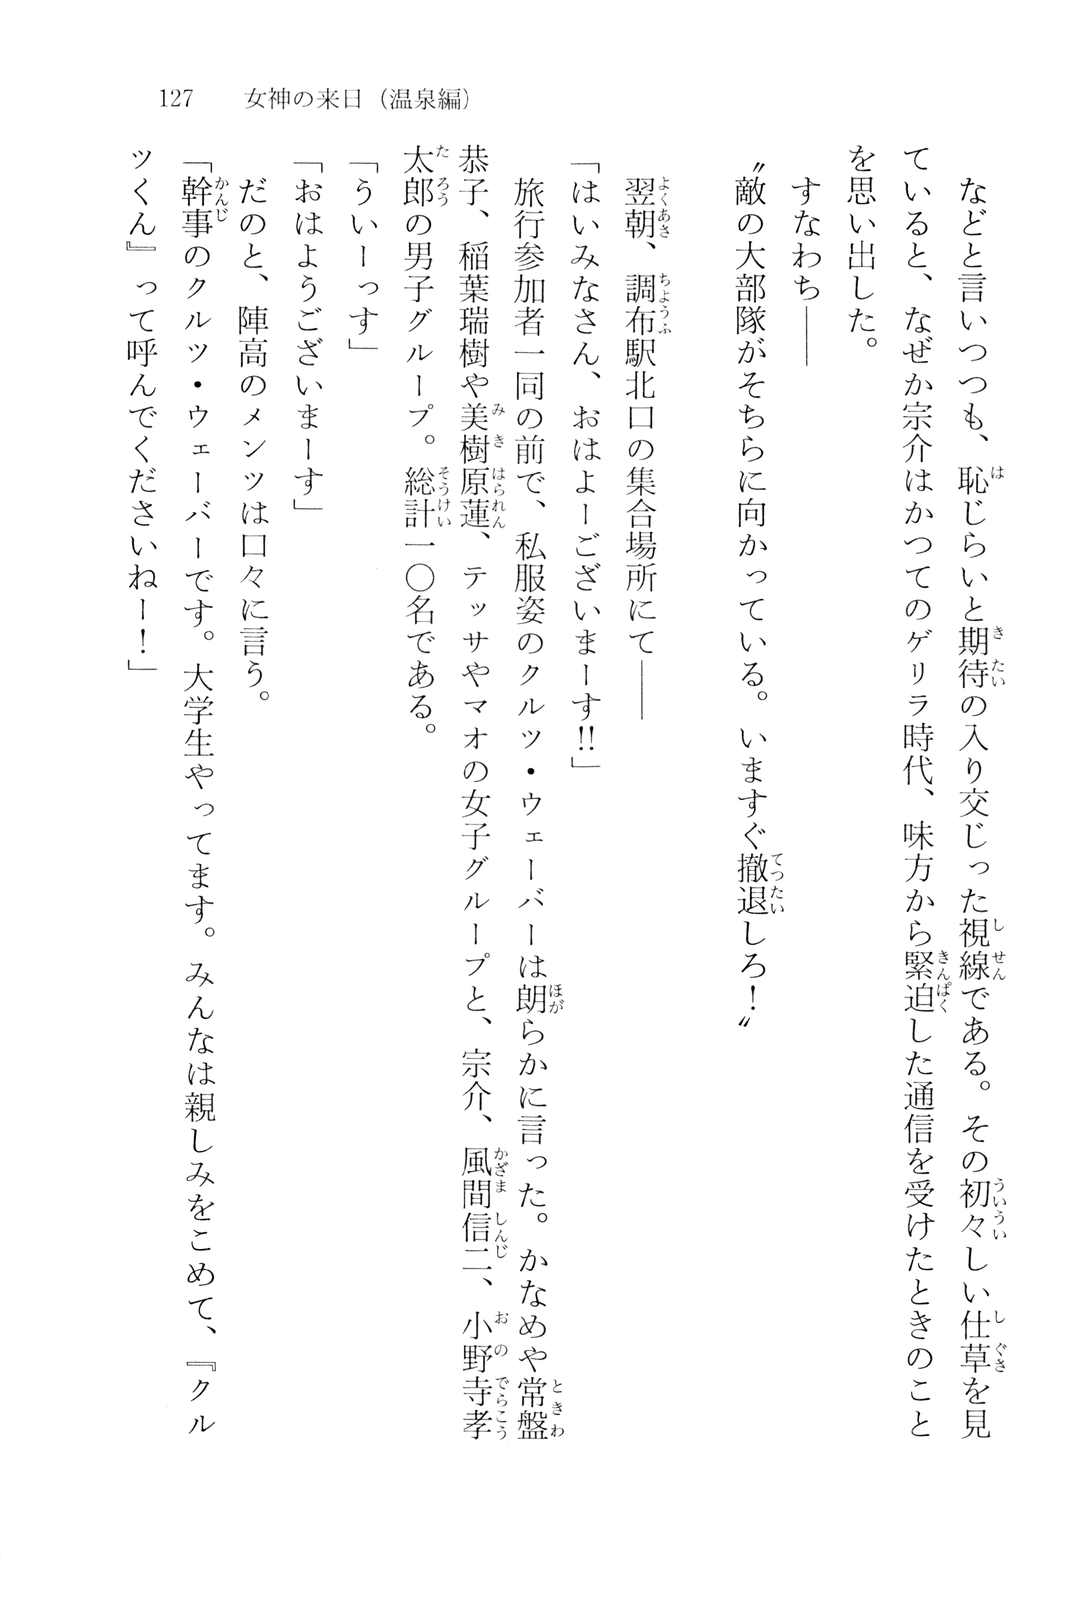 127 女神の来日（温泉編）
　などと言いつつも、恥じらいと期待の入り交じった視線である。その初々しい仕草を見
ていると、なぜか宗介はかつてのゲリラ時代、味方から緊迫した通信を受けたときのこと
を思い出した。
　すなわち――
〝敵の大部隊がそちらに向かっている。いますぐ撤退しろ！〟
　翌朝、調布駅北口の集合場所にて――
「はいみなさん、おはよーございまーす!!」
　旅行参加者一同の前で、私服姿のクルツ・ウェーバーは朗らかに言った。かなめや常盤
恭子、稲葉瑞樹や美樹原蓮、テッサやマオの女子グループと、宗介、風間信二、小野寺孝
太郎の男子グループ。総計一〇名である。
「ういーっす」
「おはようございまーす」
　だのと、陣高のメンツは口々に言う。
「幹事のクルツ・ウェーバーです。大学生やってます。みんなは親しみをこめて、『クル
ツくん』って呼んでくださいねー！」